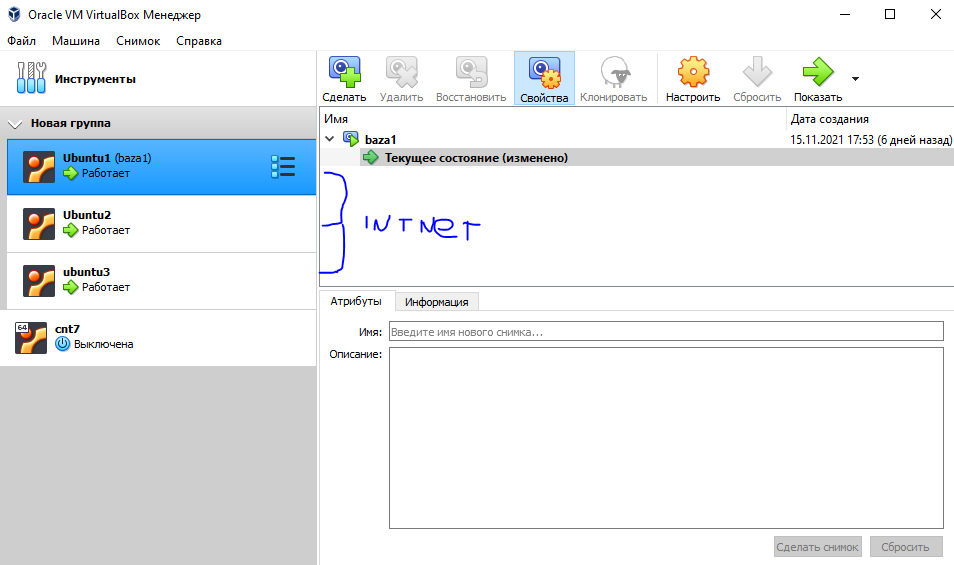 Oracle VM VirtualBox Менеджер
Файл Машина Снимок Справка
Инструменты
Сделать Удалить Восстановить Свойства Клонировать Настроить Сбросить Показать
Имя Дата создания
Новая группа
baza1 15.11.2021 17:53 (6 дней назад)
Текущее состояние (изменено)
Ubuntu1 (baza1)
Работает
Ubuntu2
Работает
ubuntu3
Работает
64
cnt7
Выключена
INTNeT
Атрибуты Информация
Имя: Введите имя нового снимка...
Описание:
Сделать снимок Сбросить